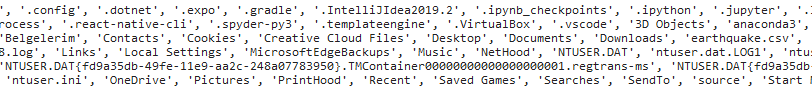 ', '.config', '.dotnet', '.expo', '.gradle', '.IntelliJIdea2019.2', '.ipynb_checkpoints', '.ipython', '.jupyter',
rocess', '.react-native-cli', '.spyder-py3', '.templateengine', '.VirtualBox', '.vscode', '3D Objects', 'anaconda3',
'Belgelerim', 'Contacts', 'Cookies', 'Creative Cloud Files', 'Desktop', 'Documents', 'Downloads', 'earthquake.csv',
B.log', 'Links', 'Local Settings', 'MicrosoftEdgeBackups', 'Music', 'NetHood', 'NTUSER.DAT', 'ntuser.dat.LOG1', 'ntus
'NTUSER.DAT{fd9a35db-49fe-11e9-aa2c-248a07783950}.TMContainer00000000000000000001.regtrans-ms', 'NTUSER.DAT{fd9a35db-
'ntuser.ini', 'OneDrive', 'Pictures', 'PrintHood', 'Recent', 'Saved Games', 'Searches', 'SendTo', 'source', 'Start M